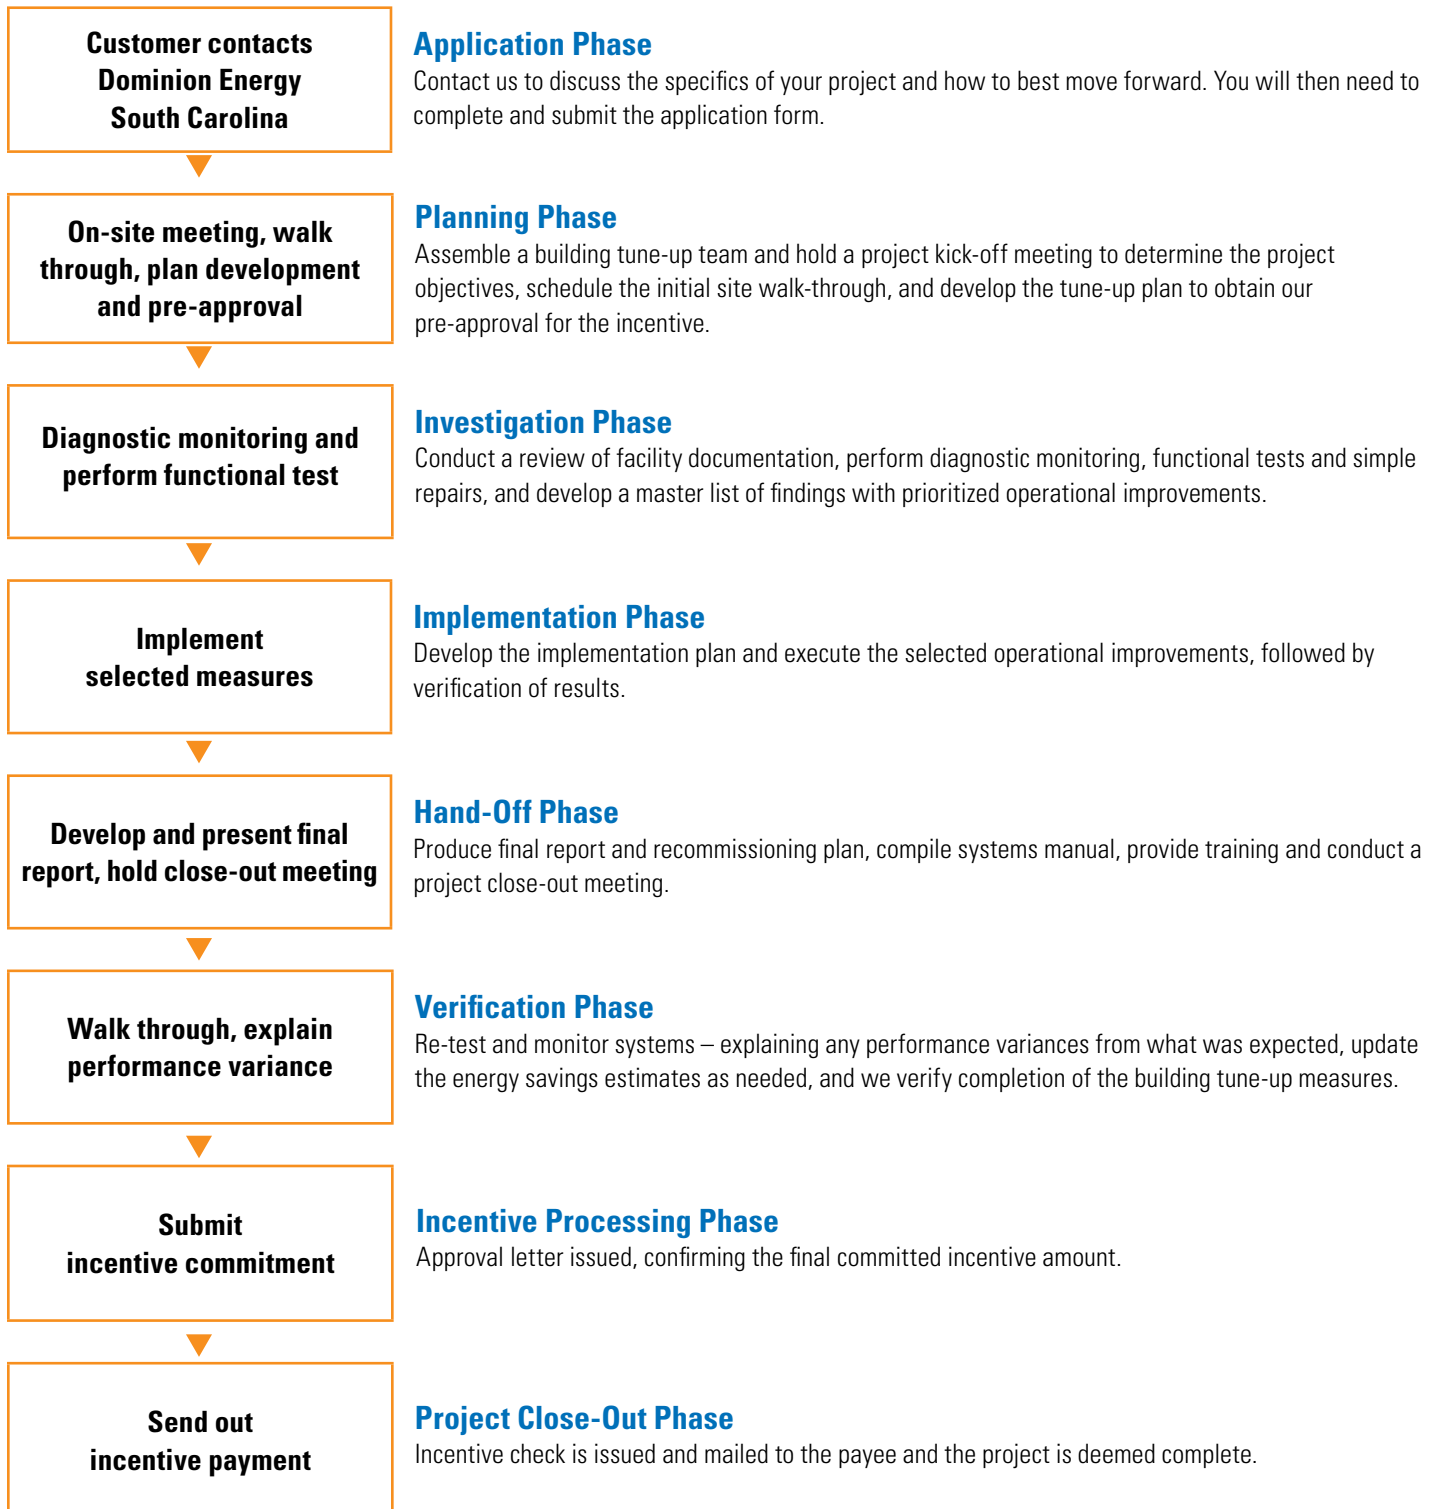 Customer contacts
Dominion Energy
South Carolina
Application Phase
Contact us to discuss the specifics of your project and how to best move forward. You will then need to
complete and submit the application form.
On-site meeting, walk
through, plan development
and pre-approval
Planning Phase
Assemble a building tune-up team and hold a project kick-off meeting to determine the project
objectives, schedule the initial site walk-through, and develop the tune-up plan to obtain our
pre-approval for the incentive.
Diagnostic monitoring and
perform functional test
Investigation Phase
Conduct a review of facility documentation, perform diagnostic monitoring, functional tests and simple
repairs, and develop a master list of findings with prioritized operational improvements.
Implement
selected measures
Implementation Phase
Develop the implementation plan and execute the selected operational improvements, followed by
verification of results.
Develop and present final
report, hold close-out meeting
Hand-Off Phase
Produce final report and recommissioning plan, compile systems manual, provide training and conduct a
project close-out meeting.
Walk through, explain
performance variance
Verification Phase
Re-test and monitor systems – explaining any performance variances from what was expected, update
the energy savings estimates as needed, and we verify completion of the building tune-up measures.
Submit
incentive commitment
Incentive Processing Phase
Approval letter issued, confirming the final committed incentive amount.
Send out
incentive payment
Project Close-Out Phase
Incentive check is issued and mailed to the payee and the project is deemed complete.